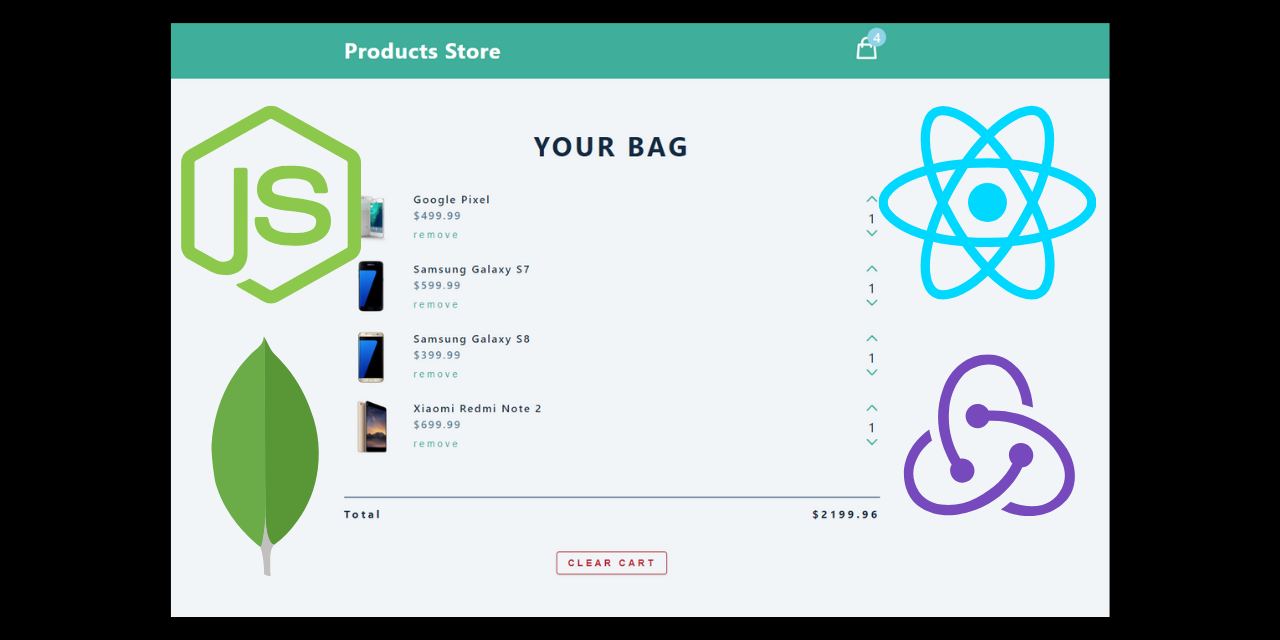 Products Store
4
YOUR BAG
JS
Google Pixel
$499.99
remove
1
Samsung Galaxy S7
$599.99
remove
1
Samsung Galaxy S8
$399.99
remove
1
Xiaomi Redmi Note 2
$699.99
remove
1
Total $2199.96
CLEAR CART